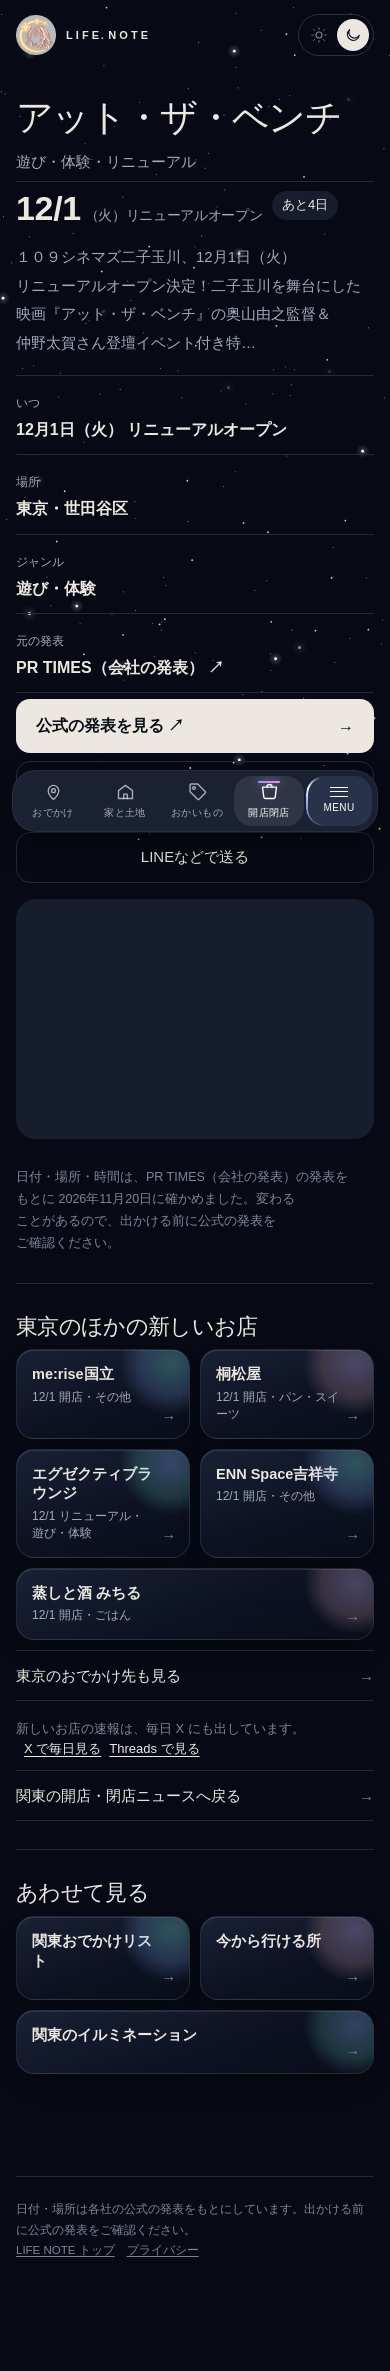 LIFE.NOTE
アット・ザ・ベンチ
遊び・体験・リニューアル
12/1（火）リニューアルオープン あと4日
１０９シネマズ二子玉川、12月1日（火）
リニューアルオープン決定！二子玉川を舞台にした
映画『アット・ザ・ベンチ』の奥山由之監督＆
仲野太賀さん登壇イベント付き特…
いつ
12月1日（火） リニューアルオープン
場所
東京・世田谷区
ジャンル
遊び・体験
元の発表
PR TIMES（会社の発表） ↗
公式の発表を見る ↗ →
おでかけ
家と土地
おかいもの
開店閉店
MENU
LINEなどで送る
日付・場所・時間は、PR TIMES（会社の発表）の発表を
もとに 2026年11月20日に確かめました。変わる
ことがあるので、出かける前に公式の発表を
ご確認ください。
東京のほかの新しいお店
me:rise国立
12/1 開店・その他
→
桐松屋
12/1 開店・パン・スイ
ーツ
→
エグゼクティブラ
ウンジ
12/1 リニューアル・
遊び・体験
→
ENN Space吉祥寺
12/1 開店・その他
→
蒸しと酒 みちる
12/1 開店・ごはん
→
東京のおでかけ先も見る →
新しいお店の速報は、毎日 X にも出しています。
X で毎日見る Threads で見る
関東の開店・閉店ニュースへ戻る →
あわせて見る
関東おでかけリス
ト
→
今から行ける所
→
関東のイルミネーション
→
日付・場所は各社の公式の発表をもとにしています。出かける前
に公式の発表をご確認ください。
LIFE NOTE トップ プライバシー